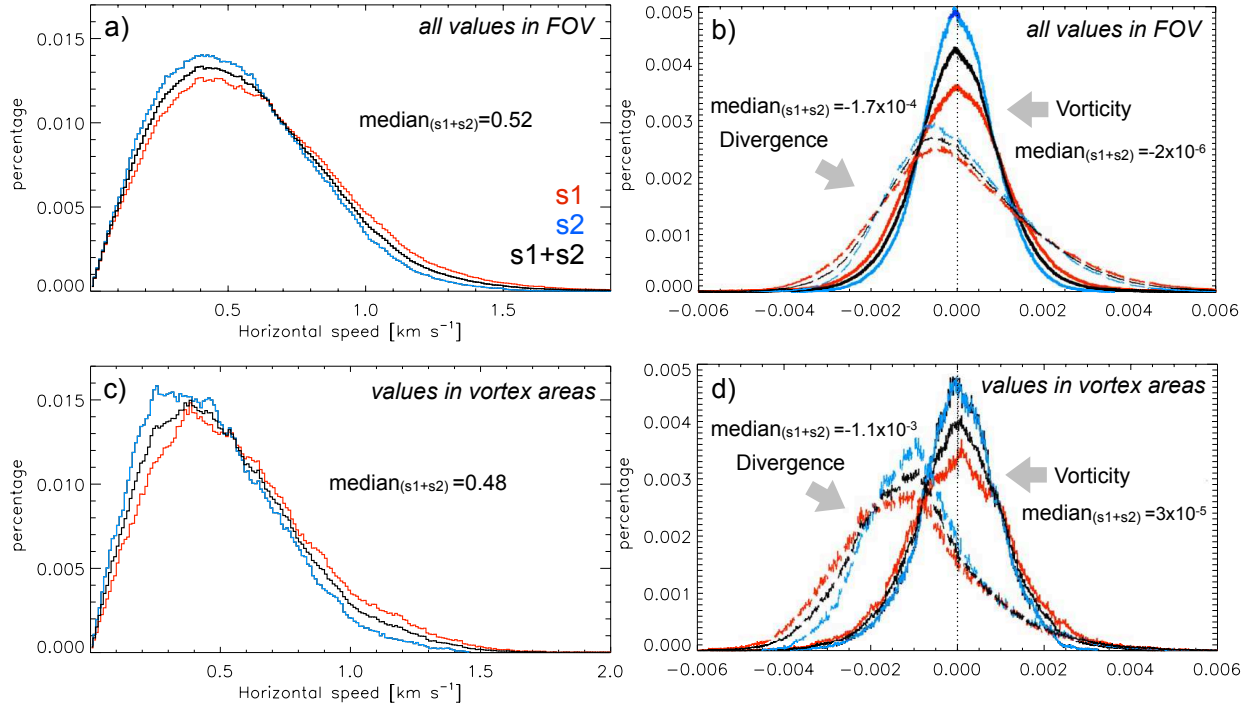 a)
all values in FOV
0.015
0.010
0.005
0.000
percentage
median(s1+s2)=0.52
s1
s2
s1+s2
0.5
1.0
1.5
Horizontal speed [km s⁻¹]
b)
all values in FOV
0.005
0.004
0.003
0.002
0.001
0.000
percentage
median(s1+s2)=-1.7x10⁻⁴
Divergence
Vorticity
median(s1+s2)=-2x10⁻⁶
-0.006
-0.004
-0.002
0.000
0.002
0.004
0.006
c)
values in vortex areas
0.015
0.010
0.005
0.000
percentage
median(s1+s2)=0.48
0.5
1.0
1.5
2.0
Horizontal speed [km s⁻¹]
d)
values in vortex areas
0.005
0.004
0.003
0.002
0.001
0.000
percentage
median(s1+s2)=-1.1x10⁻³
Divergence
Vorticity
median(s1+s2)=3x10⁻⁵
-0.006
-0.004
-0.002
0.000
0.002
0.004
0.006